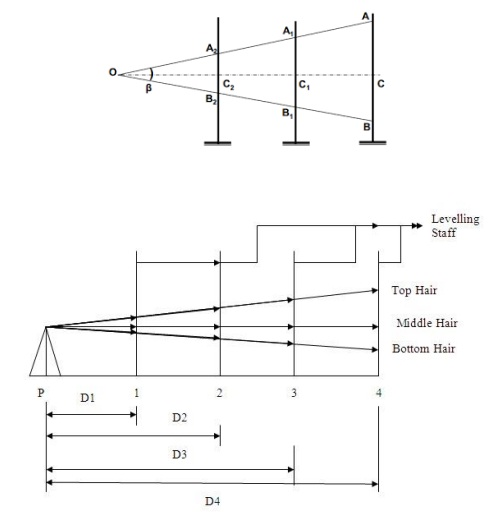 A
A₁
A₂
O
β
C₂
C₁
C
B₂
B₁
B
Levelling
Staff
Top Hair
Middle Hair
Bottom Hair
P
1
2
3
4
D1
D2
D3
D4